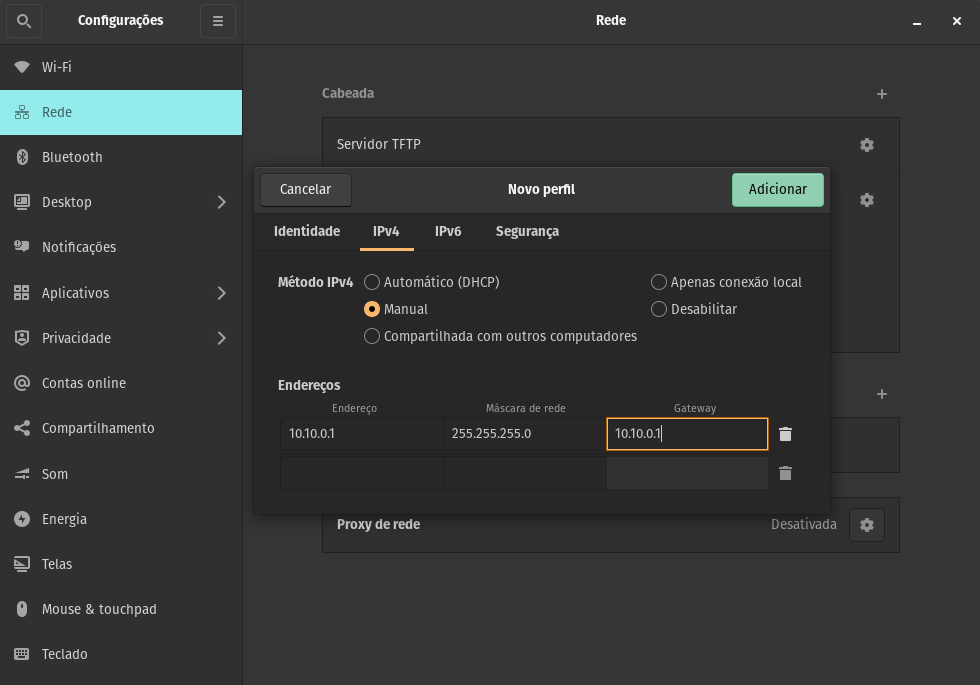 Configurações
Rede
Wi-Fi
Rede
Bluetooth
Desktop
Notificações
Aplicativos
Privacidade
Contas online
Compartilhamento
Som
Energia
Telas
Mouse & touchpad
Teclado
Cabeada
Servidor TFTP
Cancelar
Novo perfil
Adicionar
Identidade IPv4 IPv6 Segurança
Método IPv4 Automático (DHCP) Apenas conexão local
Manual Desabilitar
Compartilhada com outros computadores
Endereços
Endereço Máscara de rede Gateway
10.10.0.1 255.255.255.0 10.10.0.1
Proxy de rede Desativada